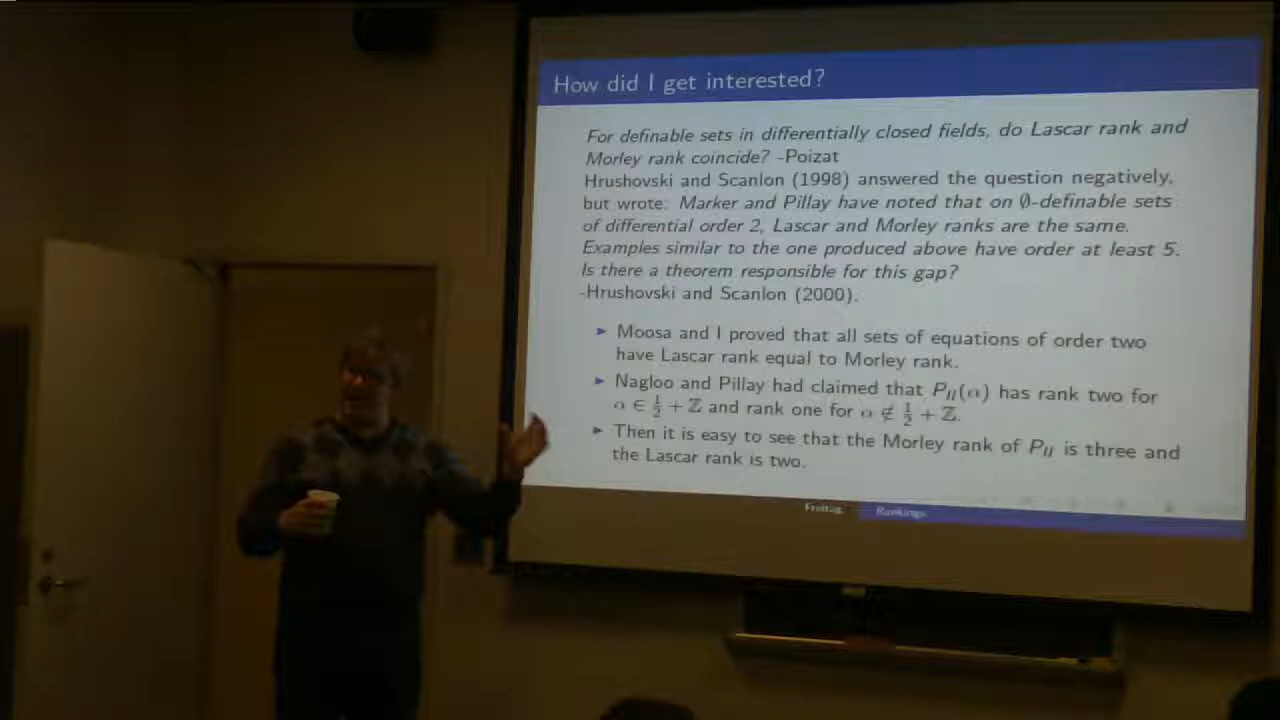 How did I get interested?
For definable sets in differentially closed fields, do Lascar rank and
Morley rank coincide? -Poizat
Hrushovski and Scanlon (1998) answered the question negatively,
but wrote: Marker and Pillay have noted that on ∅-definable sets
of differential order 2, Lascar and Morley ranks are the same.
Examples similar to the one produced above have order at least 5.
Is there a theorem responsible for this gap?
-Hrushovski and Scanlon (2000).
▶ Moosa and I proved that all sets of equations of order two
have Lascar rank equal to Morley rank.
▶ Nagloo and Pillay had claimed that P_II(α) has rank two for
α ∈ 1/2 + ℤ and rank one for α ∉ 1/2 + ℤ.
▶ Then it is easy to see that the Morley rank of P_II is three and
the Lascar rank is two.
Freitag Rankings